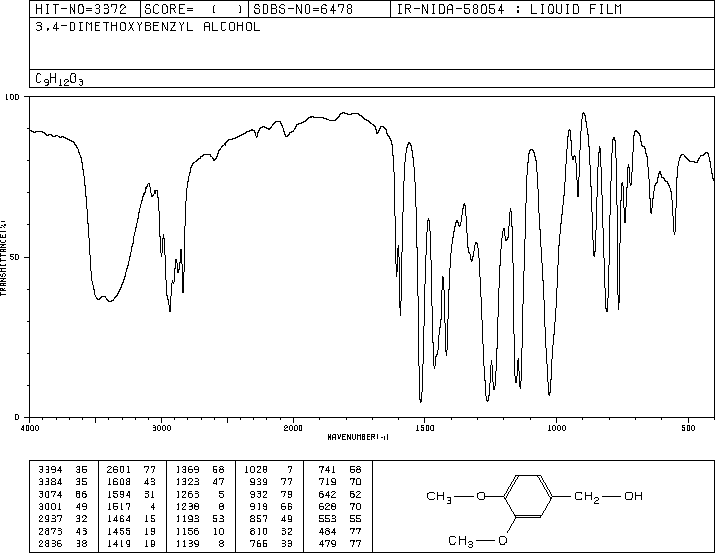 HIT-NO=3372 SCORE= ( ) SDBS-NO=6478 IR-NIDA-58054 : LIQUID FILM
3,4-DIMETHOXYBENZYL ALCOHOL
C9H12O3
100
50
0
TRANSMITTANCE(%)
4000 3000 2000 1500 1000 500
WAVENUMBER(-1)
3394 35 2601 77 1369 58 1028 7 741 58
3384 35 1608 43 1323 47 939 77 719 70
3074 66 1594 31 1263 5 932 79 642 62
3001 49 1517 4 1238 8 919 66 628 70
2937 32 1464 15 1193 53 857 49 553 55
2873 43 1455 19 1156 10 810 32 484 77
2836 38 1419 19 1139 8 766 33 479 77
CH3 O CH2 OH
CH3 O